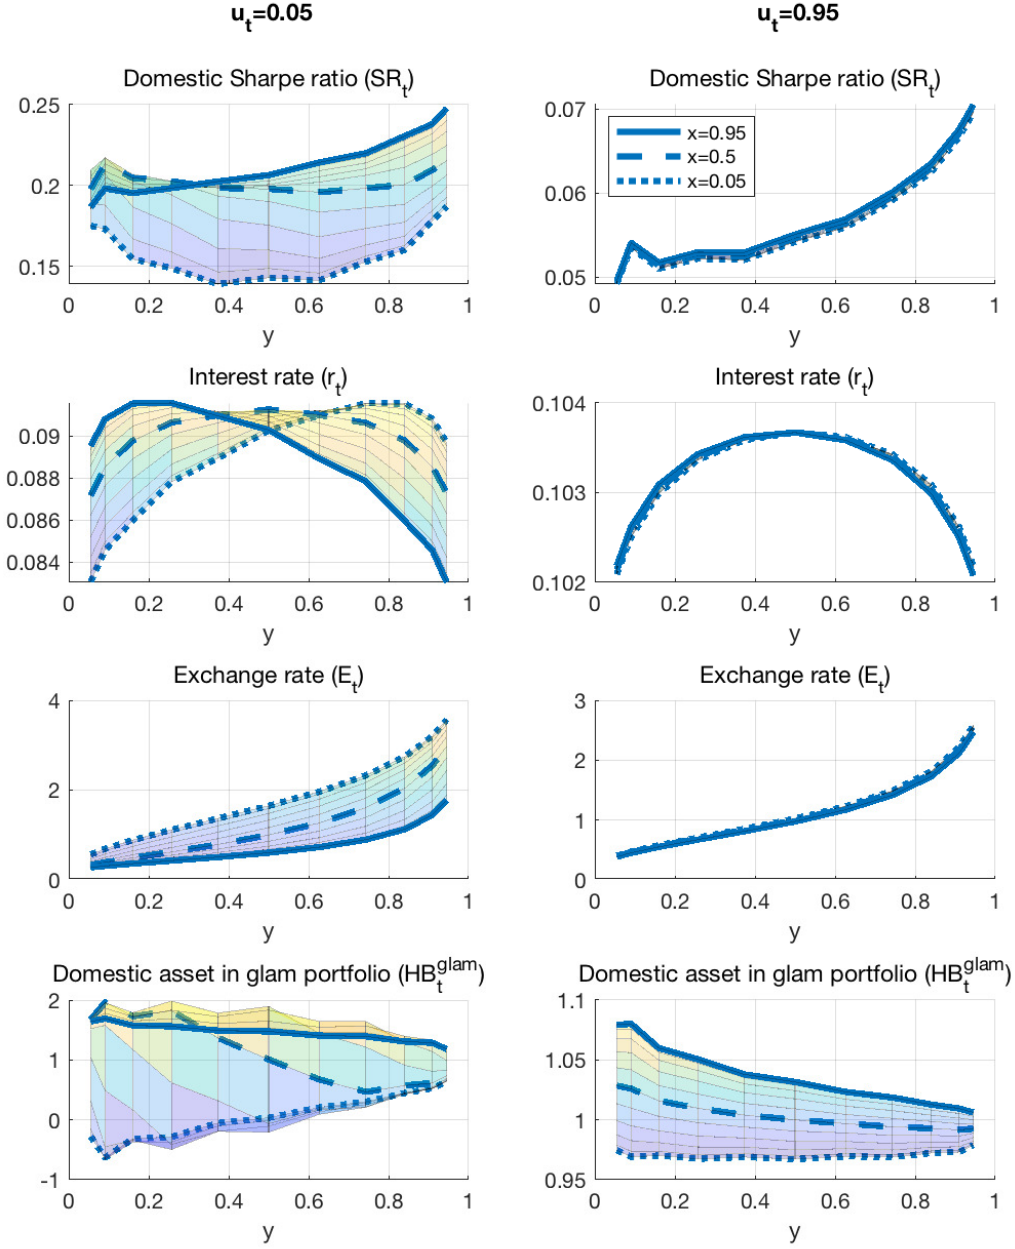 u_t=0.05
u_t=0.95
Domestic Sharpe ratio (SR_t)
0.25
0.2
0.15
0 0.2 0.4 0.6 0.8 1
y
Domestic Sharpe ratio (SR_t)
0.07
0.06
0.05
x=0.95
x=0.5
x=0.05
0 0.2 0.4 0.6 0.8 1
y
Interest rate (r_t)
0.09
0.088
0.086
0.084
0 0.2 0.4 0.6 0.8 1
y
Interest rate (r_t)
0.104
0.103
0.102
0 0.2 0.4 0.6 0.8 1
y
Exchange rate (E_t)
4
2
0
0 0.2 0.4 0.6 0.8 1
y
Exchange rate (E_t)
3
2
1
0
0 0.2 0.4 0.6 0.8 1
y
Domestic asset in glam portfolio (HB_t^glam)
2
1
0
-1
0 0.2 0.4 0.6 0.8 1
y
Domestic asset in glam portfolio (HB_t^glam)
1.1
1.05
1
0.95
0 0.2 0.4 0.6 0.8 1
y